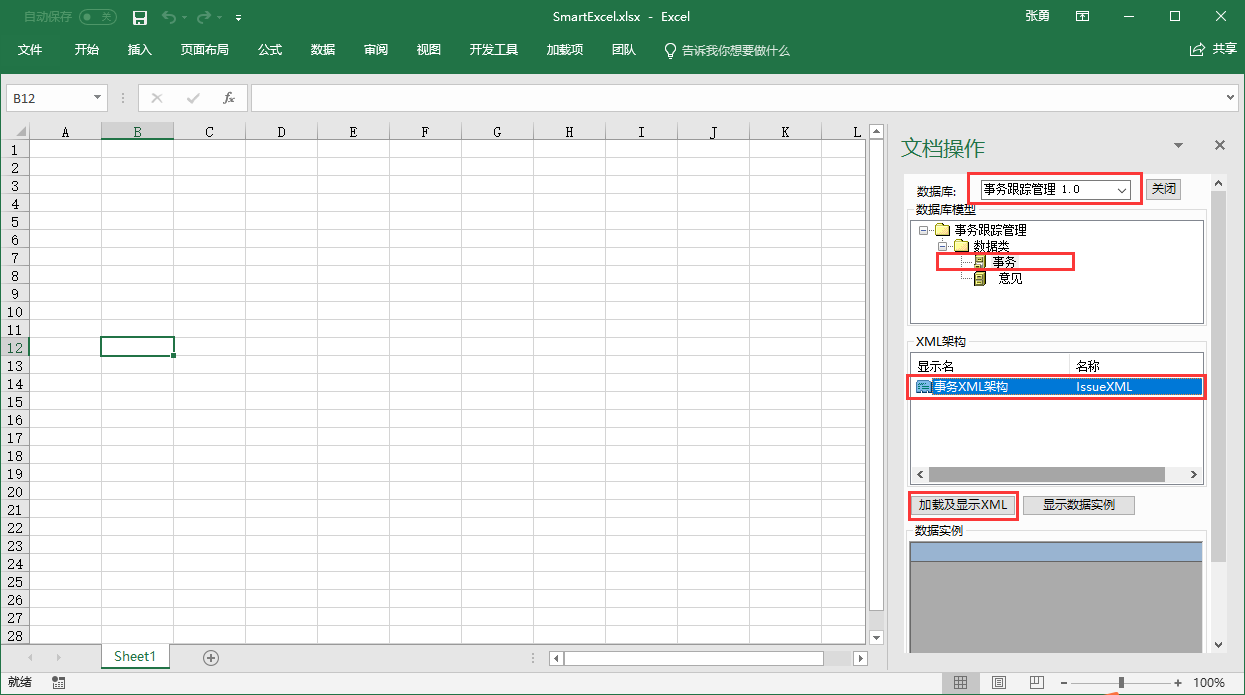 自动保存 关 SmartExcel.xlsx - Excel 张勇
文件 开始 插入 页面布局 公式 数据 审阅 视图 开发工具 加载项 团队 告诉我你想要做什么 共享
B12 fx
A B C D E F G H I J K L
1
2
3
4
5
6
7
8
9
10
11
12
13
14
15
16
17
18
19
20
21
22
23
24
25
26
27
28
文档操作
数据库: 事务跟踪管理 1.0 关闭
数据库模型
事务跟踪管理
数据类
事务
意见
XML架构
显示名 名称
事务XML架构 IssueXML
加载及显示XML 显示数据实例
数据实例
Sheet1
就绪 100%